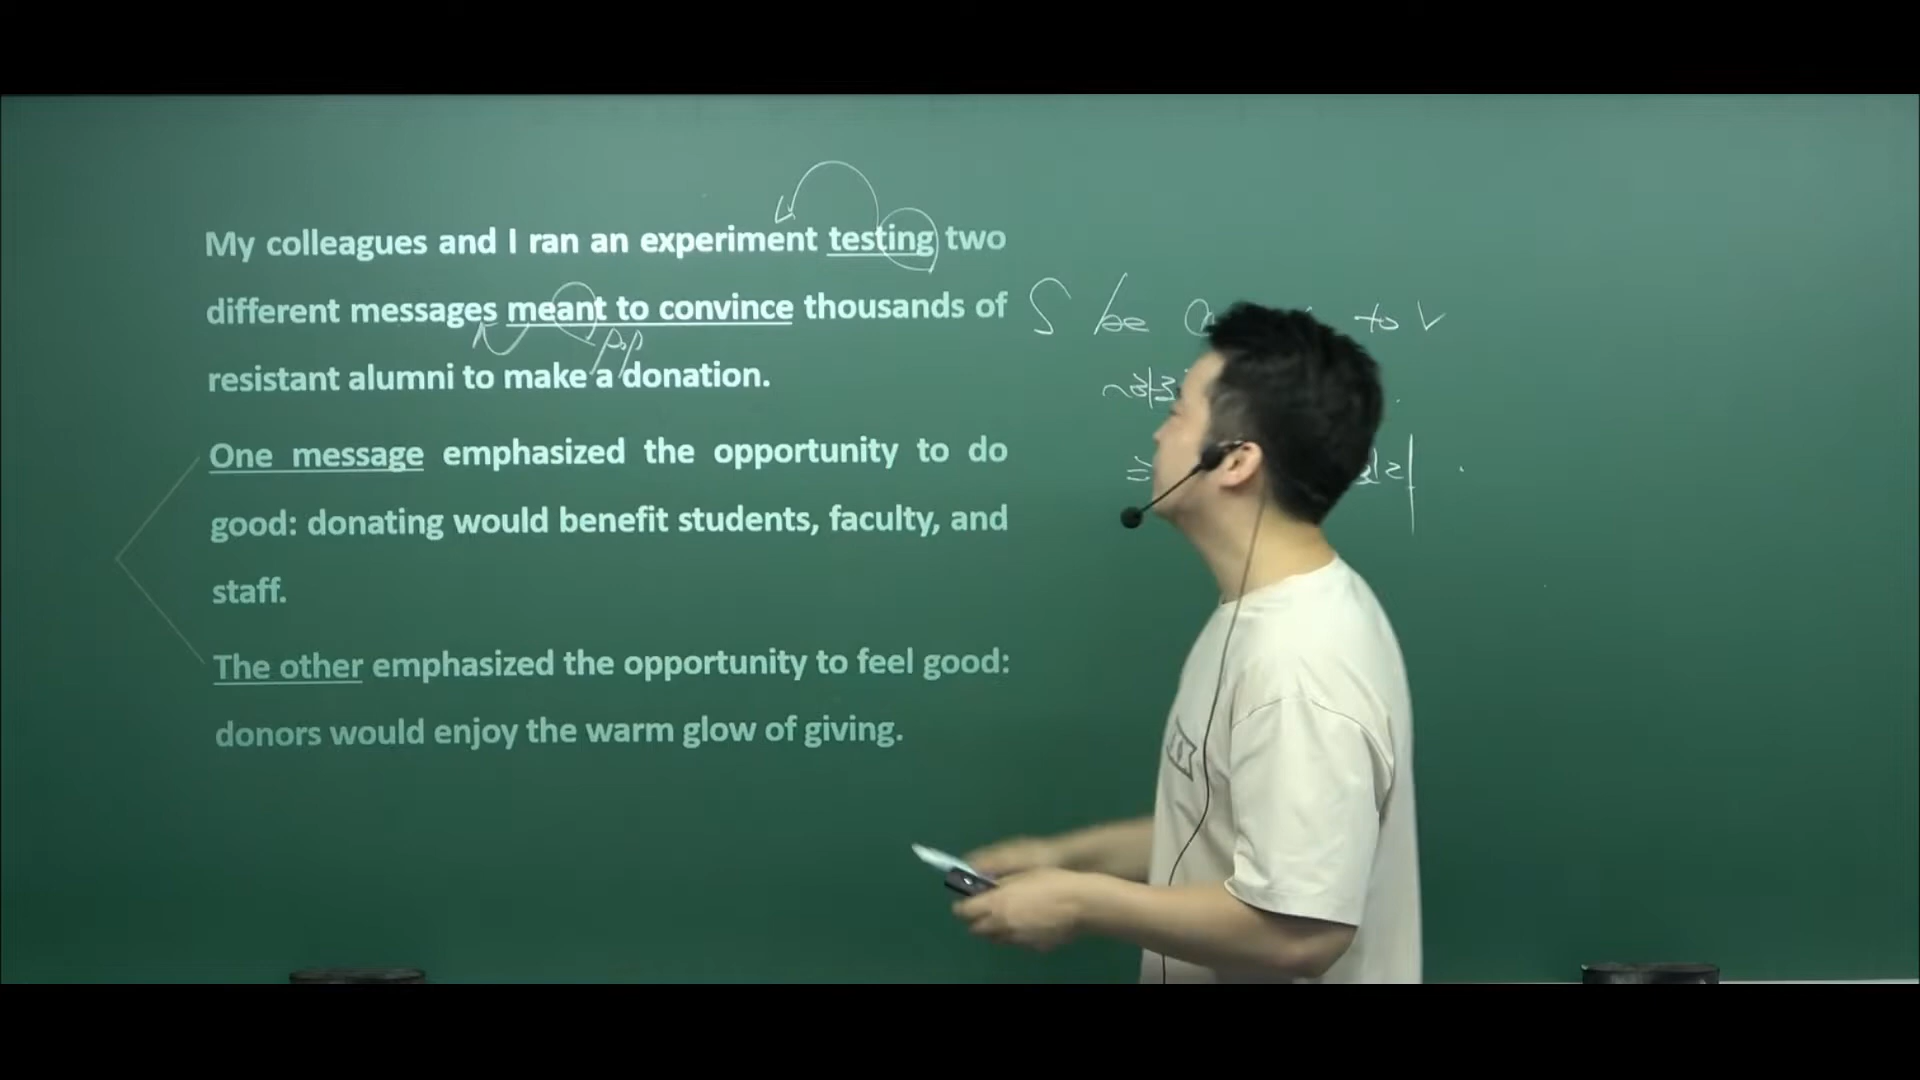 My colleagues and I ran an experiment testing two
different messages meant to convince thousands of
p.p
resistant alumni to make a donation.
One message emphasized the opportunity to do
good: donating would benefit students, faculty, and
staff.
The other emphasized the opportunity to feel good:
donors would enjoy the warm glow of giving.
S be
to V